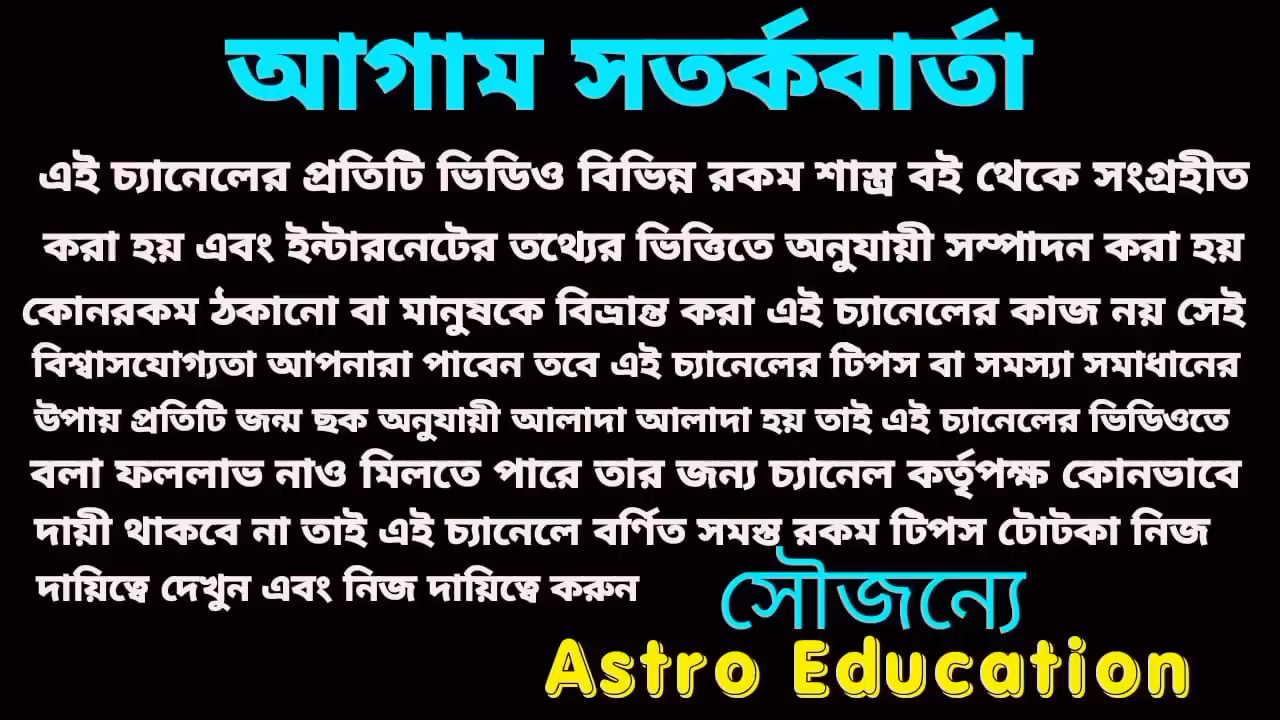 আগাম সতর্কবার্তা
এই চ্যানেলের প্রতিটি ভিডিও বিভিন্ন রকম শাস্ত্র বই থেকে সংগ্রহীত
করা হয় এবং ইন্টারনেটের তথ্যের ভিত্তিতে অনুযায়ী সম্পাদন করা হয়
কোনরকম ঠকানো বা মানুষকে বিভ্রান্ত করা এই চ্যানেলের কাজ নয় সেই
বিশ্বাসযোগ্যতা আপনারা পাবেন তবে এই চ্যানেলের টিপস বা সমস্যা সমাধানের
উপায় প্রতিটি জন্ম ছক অনুযায়ী আলাদা আলাদা হয় তাই এই চ্যানেলের ভিডিওতে
বলা ফললাভ নাও মিলতে পারে তার জন্য চ্যানেল কর্তৃপক্ষ কোনভাবে
দায়ী থাকবে না তাই এই চ্যানেলে বর্ণিত সমস্ত রকম টিপস টোটকা নিজ
দায়িত্বে দেখুন এবং নিজ দায়িত্বে করুন
সৌজন্যে
Astro Education